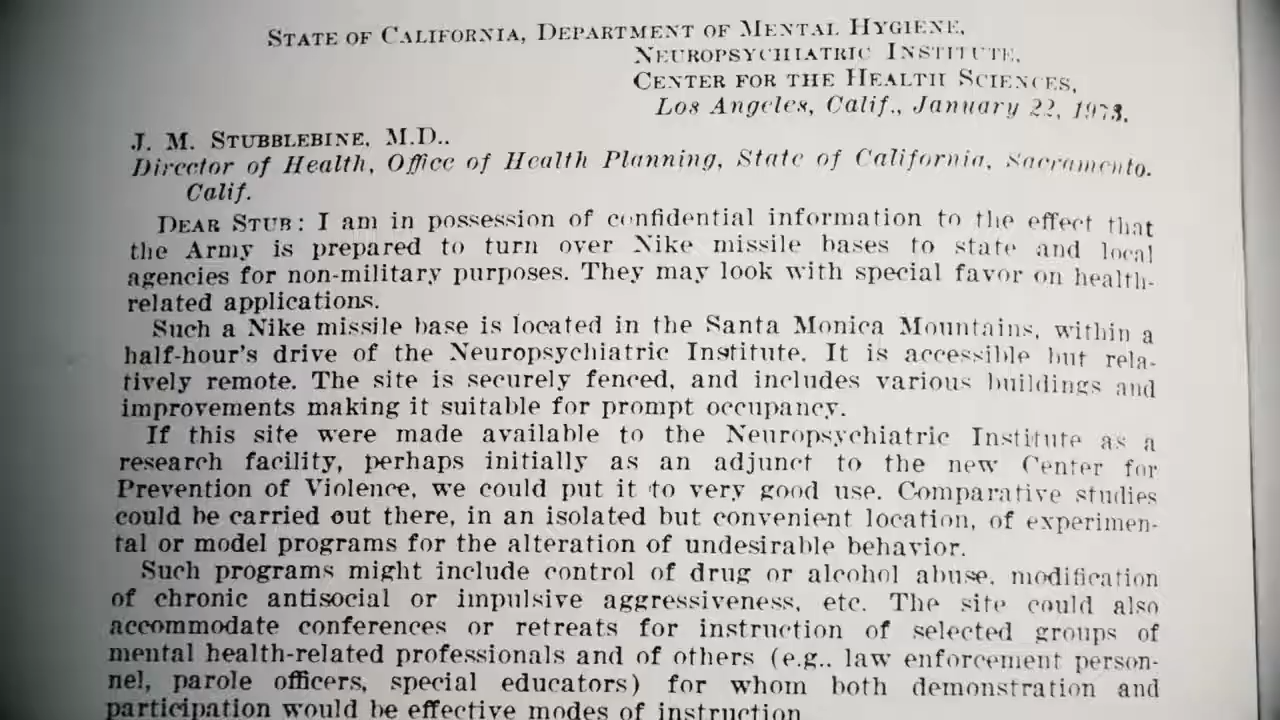 STATE OF CALIFORNIA, DEPARTMENT OF MENTAL HYGIENE,
NEUROPSYCHIATRIC INSTITUTE,
CENTER FOR THE HEALTH SCIENCES,
Los Angeles, Calif., January 22, 1973.
J. M. STUBBLEBINE, M.D.,
Director of Health, Office of Health Planning, State of California, Sacramento.
Calif.
DEAR STUB: I am in possession of confidential information to the effect that
the Army is prepared to turn over Nike missile bases to state and local
agencies for non-military purposes. They may look with special favor on health-
related applications.
Such a Nike missile base is located in the Santa Monica Mountains, within a
half-hour's drive of the Neuropsychiatric Institute. It is accessible but rela-
tively remote. The site is securely fenced, and includes various buildings and
improvements making it suitable for prompt occupancy.
If this site were made available to the Neuropsychiatric Institute as a
research facility, perhaps initially as an adjunct to the new Center for
Prevention of Violence, we could put it to very good use. Comparative studies
could be carried out there, in an isolated but convenient location, of experimen-
tal or model programs for the alteration of undesirable behavior.
Such programs might include control of drug or alcohol abuse, modification
of chronic antisocial or impulsive aggressiveness, etc. The site could also
accommodate conferences or retreats for instruction of selected groups of
mental health-related professionals and of others (e.g., law enforcement person-
nel, parole officers, special educators) for whom both demonstration and
participation would be effective modes of instruction